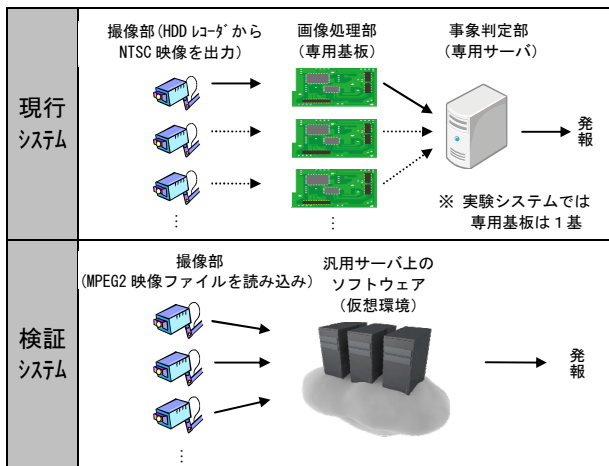 現行
システム
撮像部(HDD レコーダから
NTSC 映像を出力)
画像処理部
(専用基板)
事象判定部
(専用サーバ)
発報
※ 実験システムでは
専用基板は1基
⋮
⋮
検証
システム
撮像部
(MPEG2 映像ファイルを読み込み)
汎用サーバ上の
ソフトウェア
(仮想環境)
発報
⋮